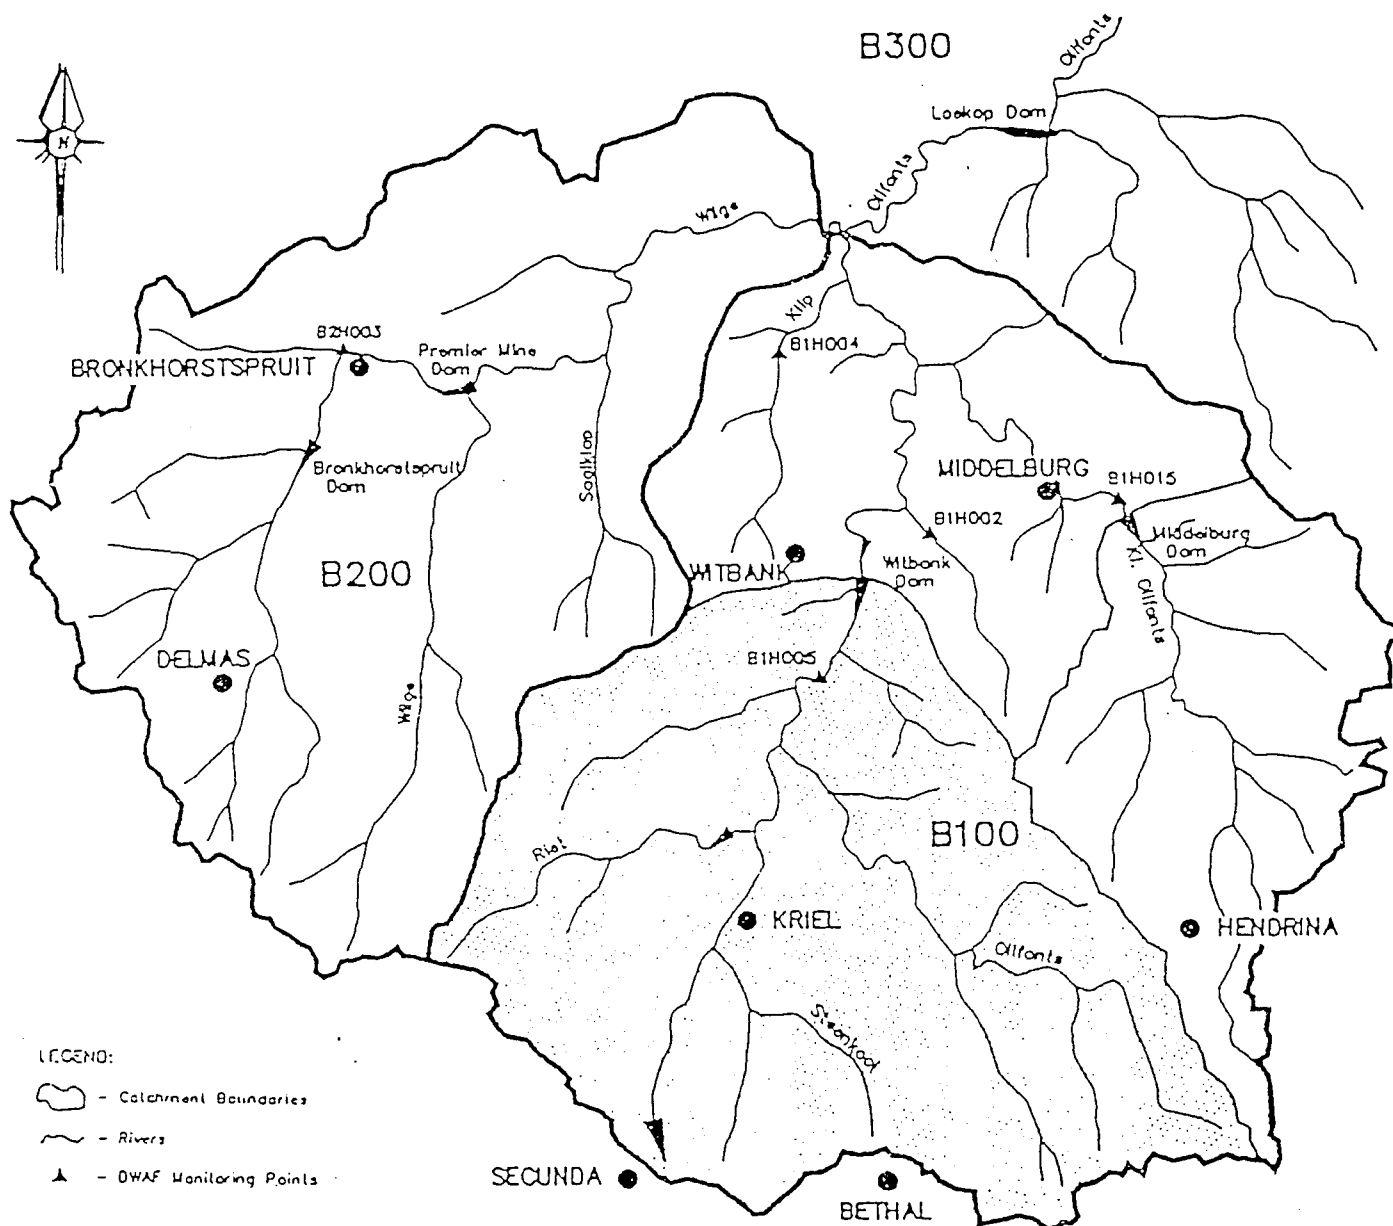 B300
Olifants
Loskop Dam
N
Olifants
Wilge
Klip
B2H003
B1H004
Premier Mine
Dam
BRONKHORSTSPRUIT
Bronkhorstspruit
Dam
Saalklap
MIDDELBURG
B1H015
B1H002
Middelburg
Dam
WITBANK
Witbank
Dam
B200
Kl. Olifants
DELMAS
B1H005
Wilge
B100
Riet
KRIEL
HENDRINA
Olifants
Steenkool
LEGEND:
- Catchment Boundaries
- Rivers
- DWAF Monitoring Points
SECUNDA
BETHAL